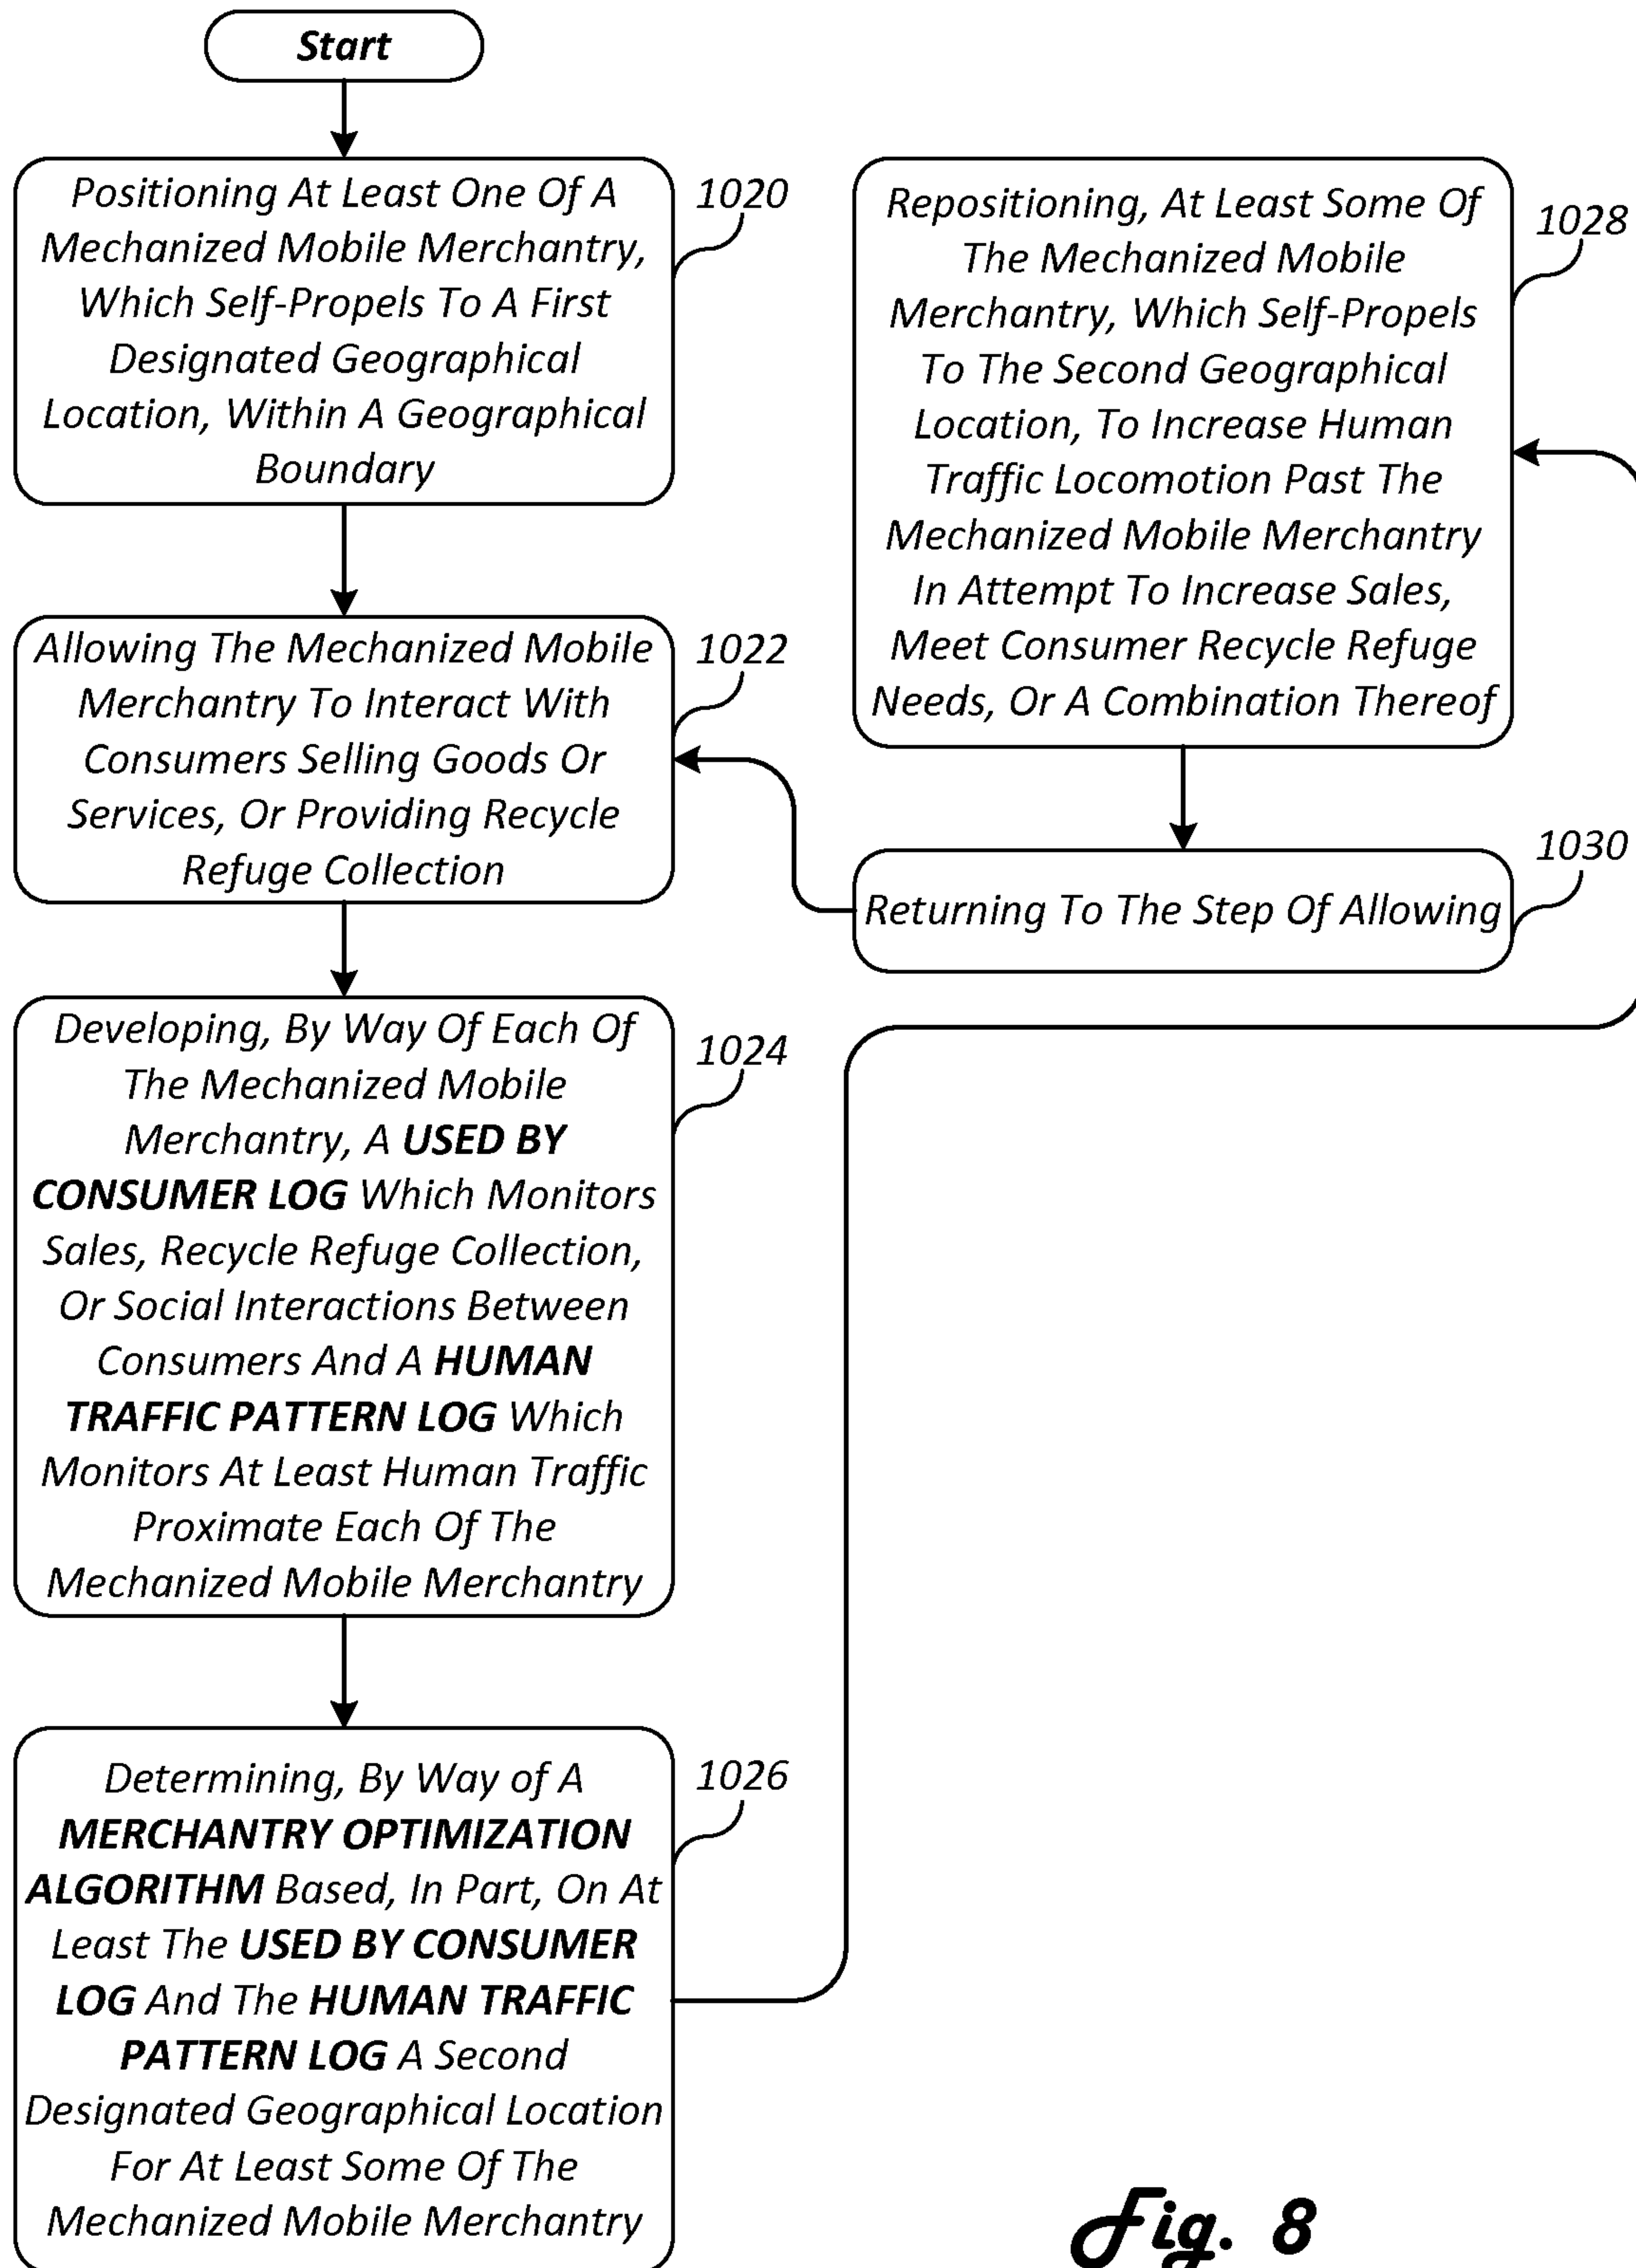 Start
Positioning At Least One Of A
Mechanized Mobile Merchantry,
Which Self-Propels To A First
Designated Geographical
Location, Within A Geographical
Boundary
1020
Allowing The Mechanized Mobile
Merchantry To Interact With
Consumers Selling Goods Or
Services, Or Providing Recycle
Refuge Collection
1022
Developing, By Way Of Each Of
The Mechanized Mobile
Merchantry, A USED BY
CONSUMER LOG Which Monitors
Sales, Recycle Refuge Collection,
Or Social Interactions Between
Consumers And A HUMAN
TRAFFIC PATTERN LOG Which
Monitors At Least Human Traffic
Proximate Each Of The
Mechanized Mobile Merchantry
1024
Determining, By Way of A
MERCHANTRY OPTIMIZATION
ALGORITHM Based, In Part, On At
Least The USED BY CONSUMER
LOG And The HUMAN TRAFFIC
PATTERN LOG A Second
Designated Geographical Location
For At Least Some Of The
Mechanized Mobile Merchantry
1026
Repositioning, At Least Some Of
The Mechanized Mobile
Merchantry, Which Self-Propels
To The Second Geographical
Location, To Increase Human
Traffic Locomotion Past The
Mechanized Mobile Merchantry
In Attempt To Increase Sales,
Meet Consumer Recycle Refuge
Needs, Or A Combination Thereof
1028
Returning To The Step Of Allowing
1030
Fig. 8